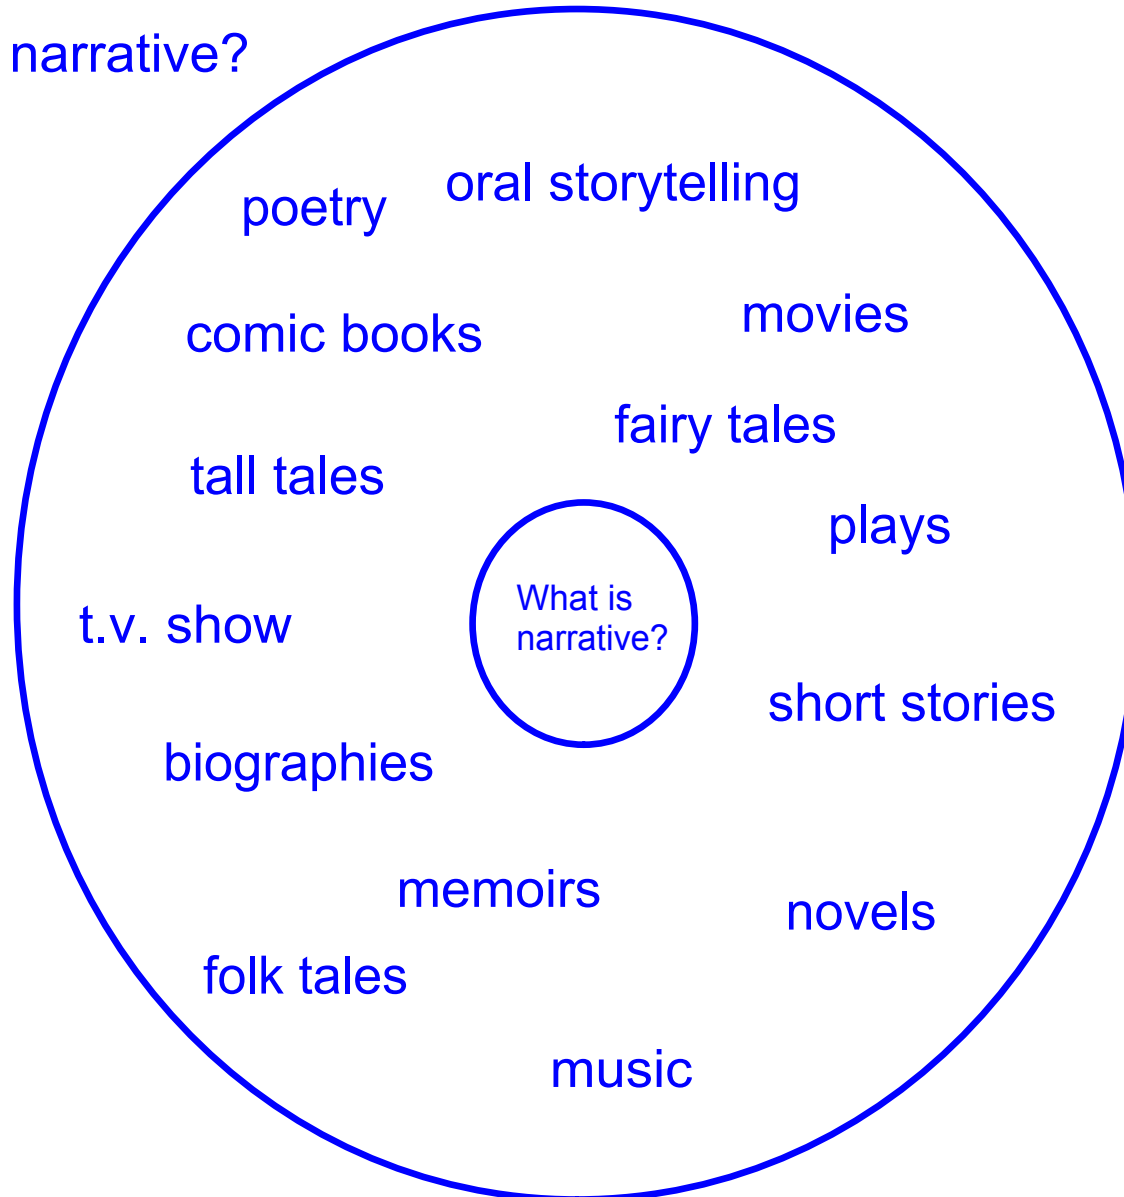 narrative?
oral storytelling
poetry
movies
comic books
fairy tales
tall tales
plays
What is
narrative?
t.v. show
short stories
biographies
memoirs
novels
folk tales
music